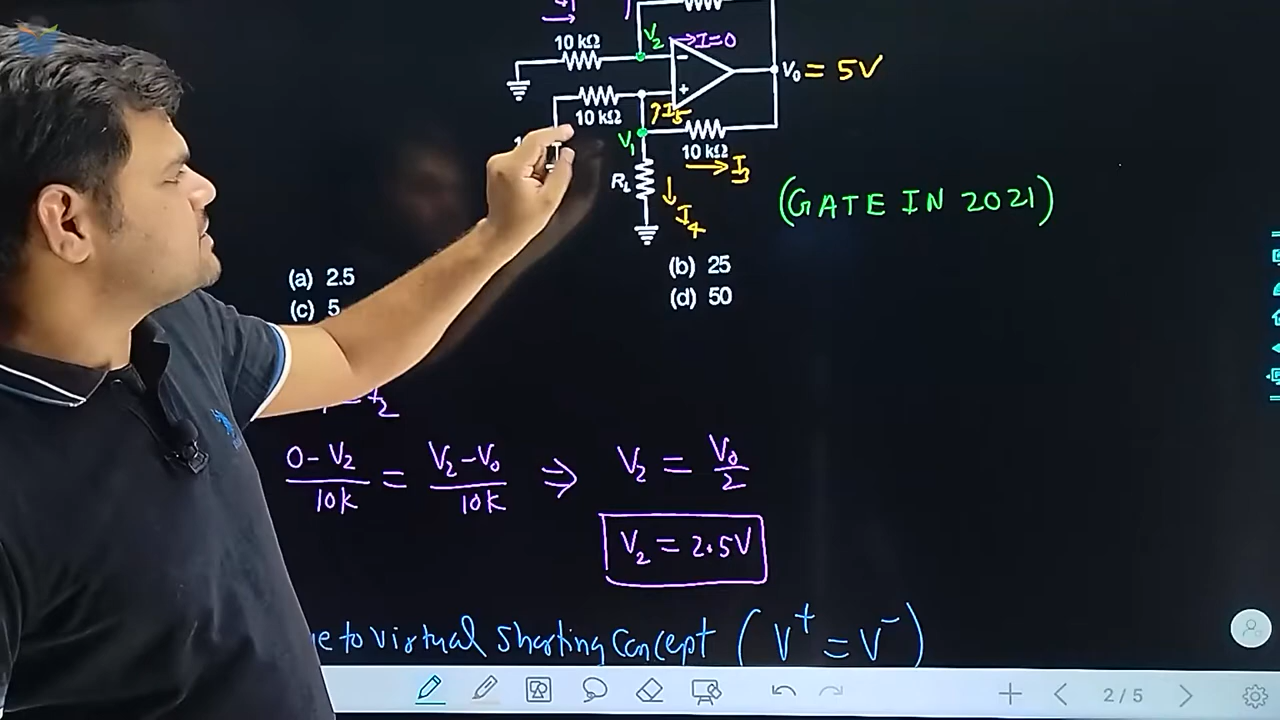 10 kΩ
V₂
I=0
V₀ = 5V
10 kΩ
I₅
V₁
10 kΩ
I₃
R_L
I₄
(GATE IN 2021)
(a) 2.5
(b) 25
(c) 5
(d) 50
0-V₂/10K = V₂-V₀/10K ⇒ V₂ = V₀/2
V₂ = 2.5V
to virtual shorting concept (V⁺ = V⁻)
2/5